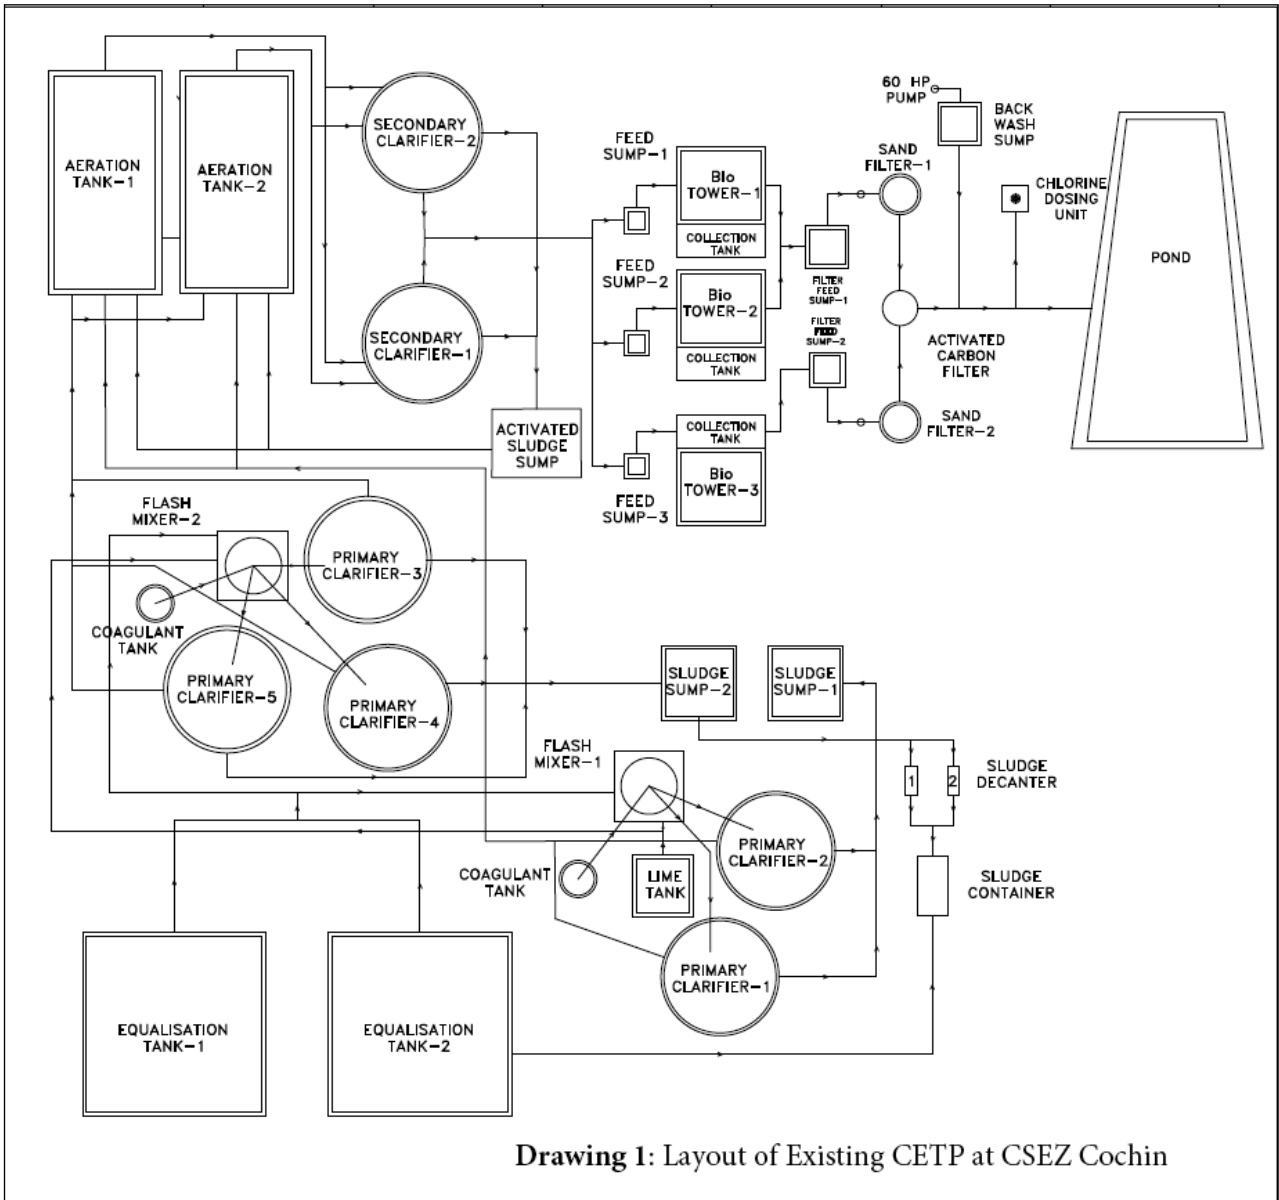 60 HP
PUMP
BACK
WASH
SUMP
SECONDARY
CLARIFIER-2
FEED
SUMP-1
SAND
FILTER-1
AERATION
TANK-1
AERATION
TANK-2
BIo
TOWER-1
CHLORINE
DOSING
UNIT
COLLECTION
TANK
POND
FEED
SUMP-2
FILTER
FEED
SUMP-1
Bio
TOWER-2
FILTER
FEED
SUMP-2
SECONDARY
CLARIFIER-1
ACTIVATED
CARBON
FILTER
COLLECTION
TANK
ACTIVATED
SLUDGE
SUMP
COLLECTION
TANK
SAND
FILTER-2
Bio
TOWER-3
FEED
SUMP-3
FLASH
MIXER-2
PRIMARY
CLARIFIER-3
COAGULANT
TANK
PRIMARY
CLARIFIER-5
PRIMARY
CLARIFIER-4
SLUDGE
SUMP-2
SLUDGE
SUMP-1
FLASH
MIXER-1
1
2
SLUDGE
DECANTER
PRIMARY
CLARIFIER-2
COAGULANT
TANK
LIME
TANK
SLUDGE
CONTAINER
PRIMARY
CLARIFIER-1
EQUALISATION
TANK-1
EQUALISATION
TANK-2
Drawing 1: Layout of Existing CETP at CSEZ Cochin